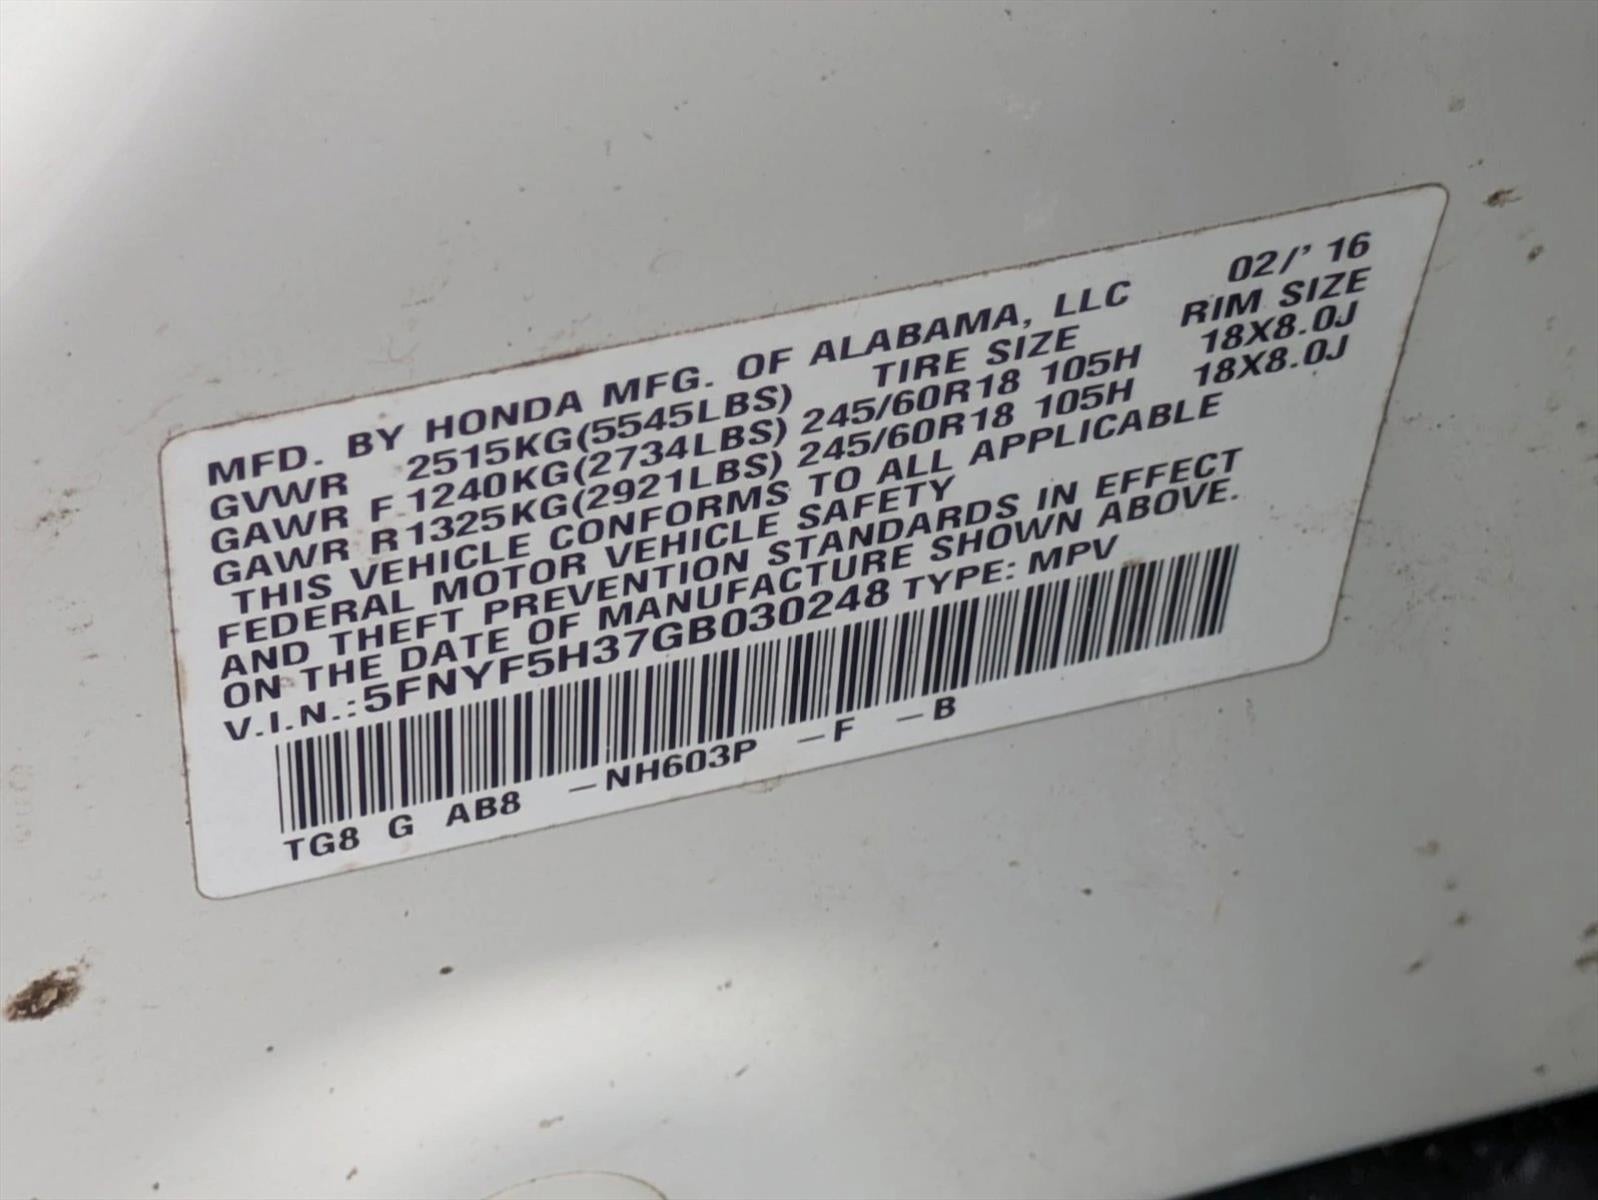 MFD. BY HONDA MFG. OF ALABAMA, LLC 02/' 16
GVWR 2515KG(5545LBS) TIRE SIZE RIM SIZE
GAWR F 1240KG(2734LBS) 245/60R18 105H 18X8.0J
GAWR R 1325KG(2921LBS) 245/60R18 105H 18X8.0J
THIS VEHICLE CONFORMS TO ALL APPLICABLE
FEDERAL MOTOR VEHICLE SAFETY
AND THEFT PREVENTION STANDARDS IN EFFECT
ON THE DATE OF MANUFACTURE SHOWN ABOVE.
V.I.N.:5FNYF5H37GB030248 TYPE: MPV
TG8 G AB8 –NH603P –F –B